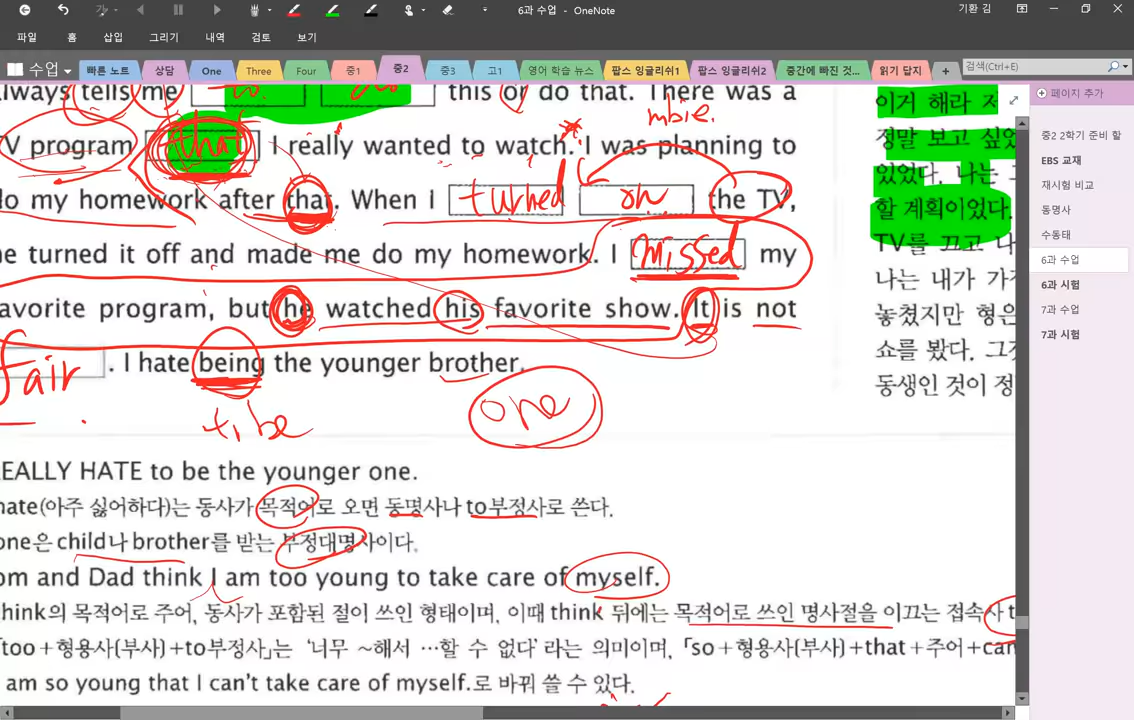 6과 수업 - OneNote
기환 김
파일 홈 삽입 그리기 내역 검토 보기
수업 빠른 노트 상담 One Three Four 중1 중2 중3 고1 영어 학습 뉴스 팝스 잉글리쉬1 팝스 잉글리쉬2 중간에 빠진 것... 읽기 답지 + 검색(Ctrl+E)
페이지 추가
중2 2학기 준비 할
EBS 교재
재시험 비교
동명사
수동태
6과 수업
6과 시험
7과 수업
7과 시험
lways tells me to this or do that. There was a
mbie.
TV program that I really wanted to watch. I was planning to
do my homework after that. When I turned on the TV,
he turned it off and made me do my homework. I missed my
avorite program, but he watched his favorite show. It is not
fair. I hate being the younger brother.
to be
one
이거 해라 저
정말 보고 싶었
있었다. 나는 그
할 계획이었다.
TV를 끄고 나
나는 내가 가
놓쳤지만 형은
쇼를 봤다. 그것
동생인 것이 정
EALLY HATE to be the younger one.
hate(아주 싫어하다)는 동사가 목적어로 오면 동명사나 to부정사로 쓴다.
one은 child나 brother를 받는 부정대명사이다.
om and Dad think I am too young to take care of myself.
think의 목적어로 주어, 동사가 포함된 절이 쓰인 형태이며, 이때 think 뒤에는 목적어로 쓰인 명사절을 이끄는 접속사 t
「too+형용사(부사)+to부정사」는 '너무 ~해서 …할 수 없다' 라는 의미이며, 「so+형용사(부사)+that+주어+can
am so young that I can't take care of myself.로 바꿔 쓸 수 있다.